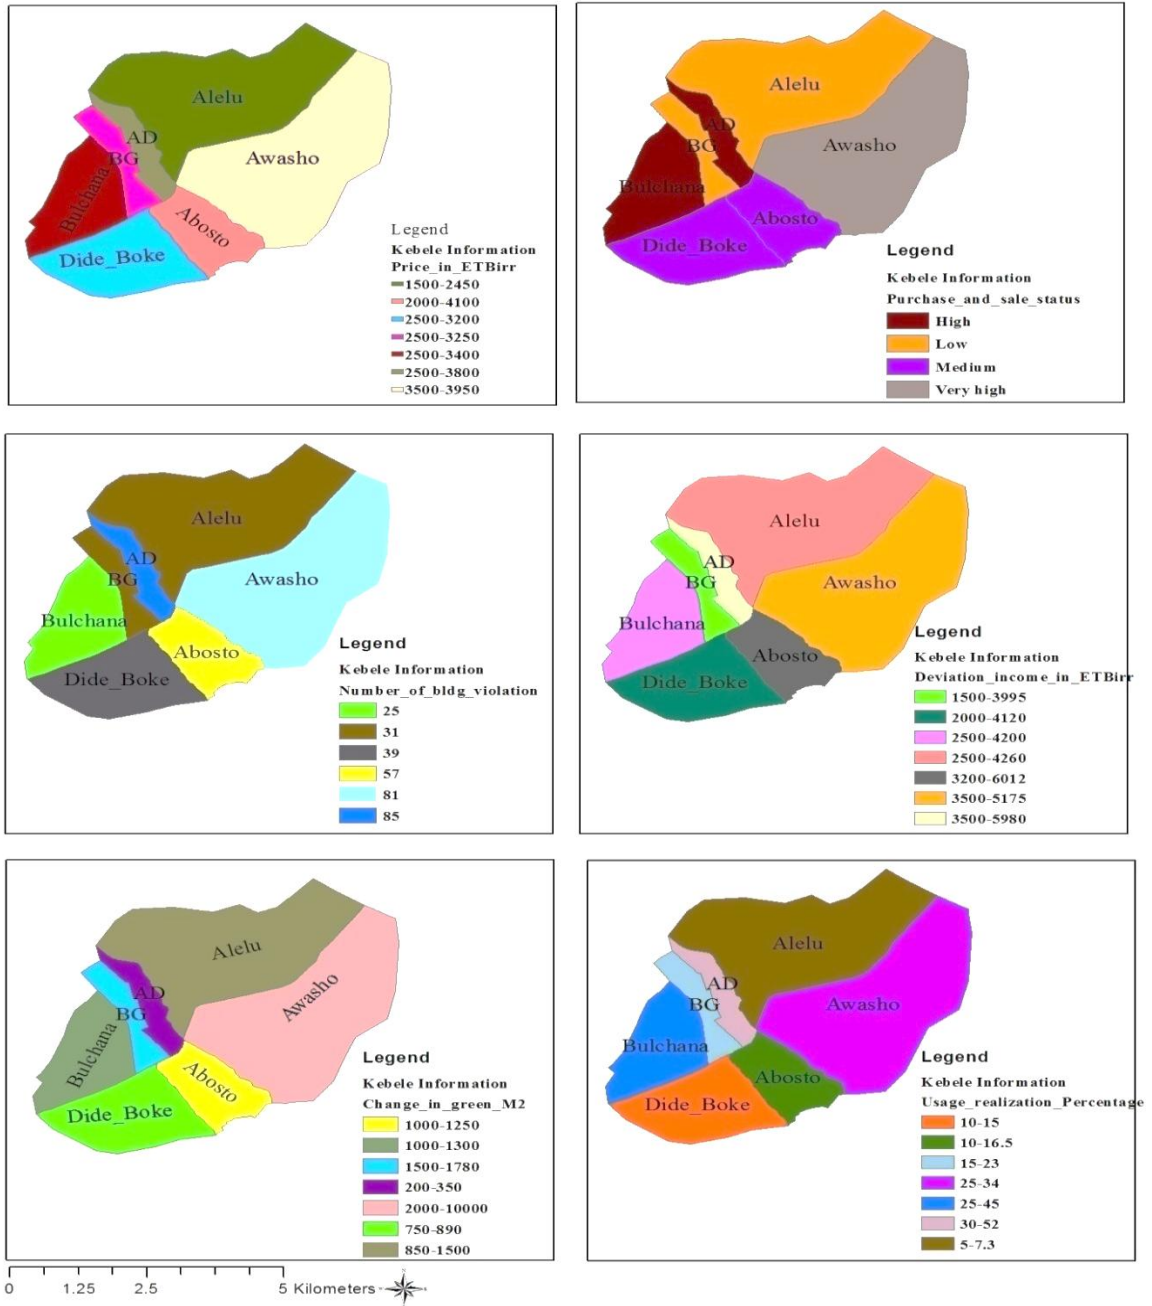 Alelu
AD
BG
Awasho
Bulchana
Abosto
Dide_Boke
Legend
Kebele Information
Price_in_ETBirr
1500-2450
2000-4100
2500-3200
2500-3250
2500-3400
2500-3800
3500-3950
Alelu
AD
BG
Awasho
Bulchana
Abosto
Dide_Boke
Legend
Kebele Information
Purchase_and_sale_status
High
Low
Medium
Very high
Alelu
AD
BG
Awasho
Bulchana
Abosto
Dide_Boke
Legend
Kebele Information
Number_of_bldg_violation
25
31
39
57
81
85
Alelu
AD
BG
Awasho
Bulchana
Abosto
Dide_Boke
Legend
Kebele Information
Deviation_income_in_ETBirr
1500-3995
2000-4120
2500-4200
2500-4260
3200-6012
3500-5175
3500-5980
Alelu
AD
BG
Awasho
Bulchana
Abosto
Dide_Boke
Legend
Kebele Information
Change_in_green_M2
1000-1250
1000-1300
1500-1780
200-350
2000-10000
750-890
850-1500
Alelu
AD
BG
Awasho
Bulchana
Abosto
Dide_Boke
Legend
Kebele Information
Usage_realization_Percentage
10-15
10-16.5
15-23
25-34
25-45
30-52
5-7.3
0 1.25 2.5 5 Kilometers